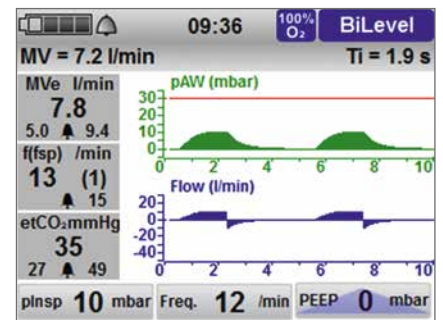 09:36 100% O₂ BiLevel
MV = 7.2 l/min Ti = 1.9 s
MVe l/min
7.8
5.0 9.4
f(fsp) /min
13 (1)
15
etCO₂mmHg
35
27 49
pAW (mbar)
30
20
10
0
0 2 4 6 8 10
Flow (l/min)
20
0
-20
-40
0 2 4 6 8 10
pInsp 10 mbar Freq. 12 /min PEEP 0 mbar